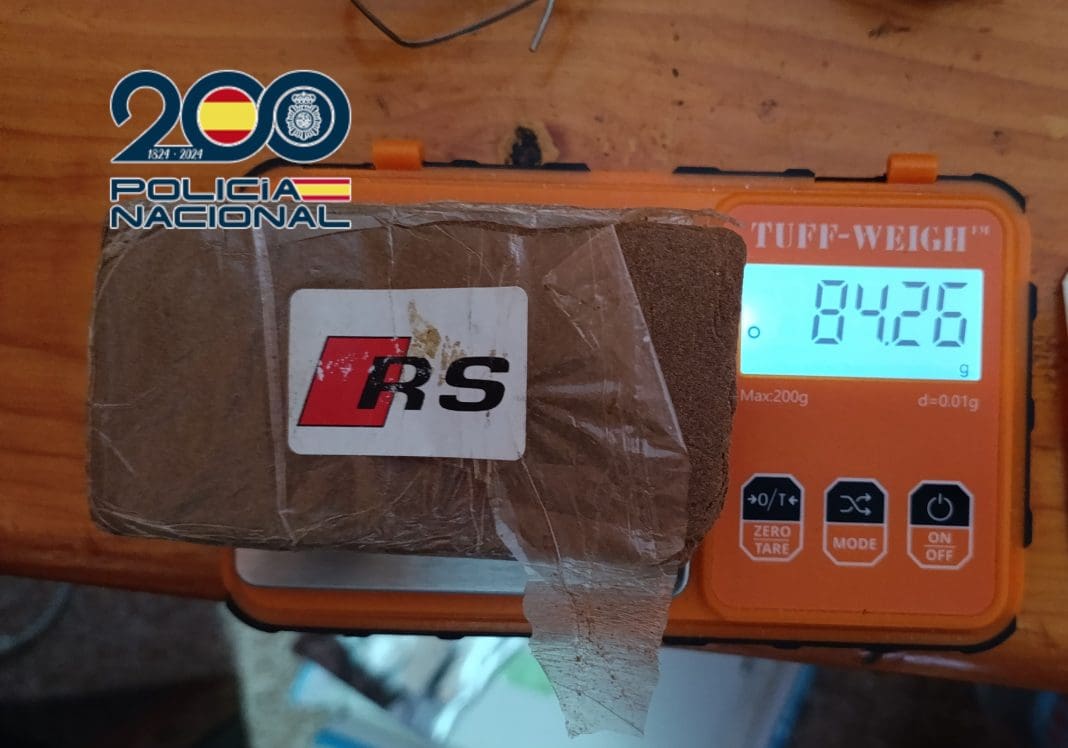 200
1824 · 2024
POLICÍA
NACIONAL
TUFF-WEIGH™
84.26
g
Max:200g d=0.01g
RS
→0/T←
ZERO
TARE
MODE
ON
OFF